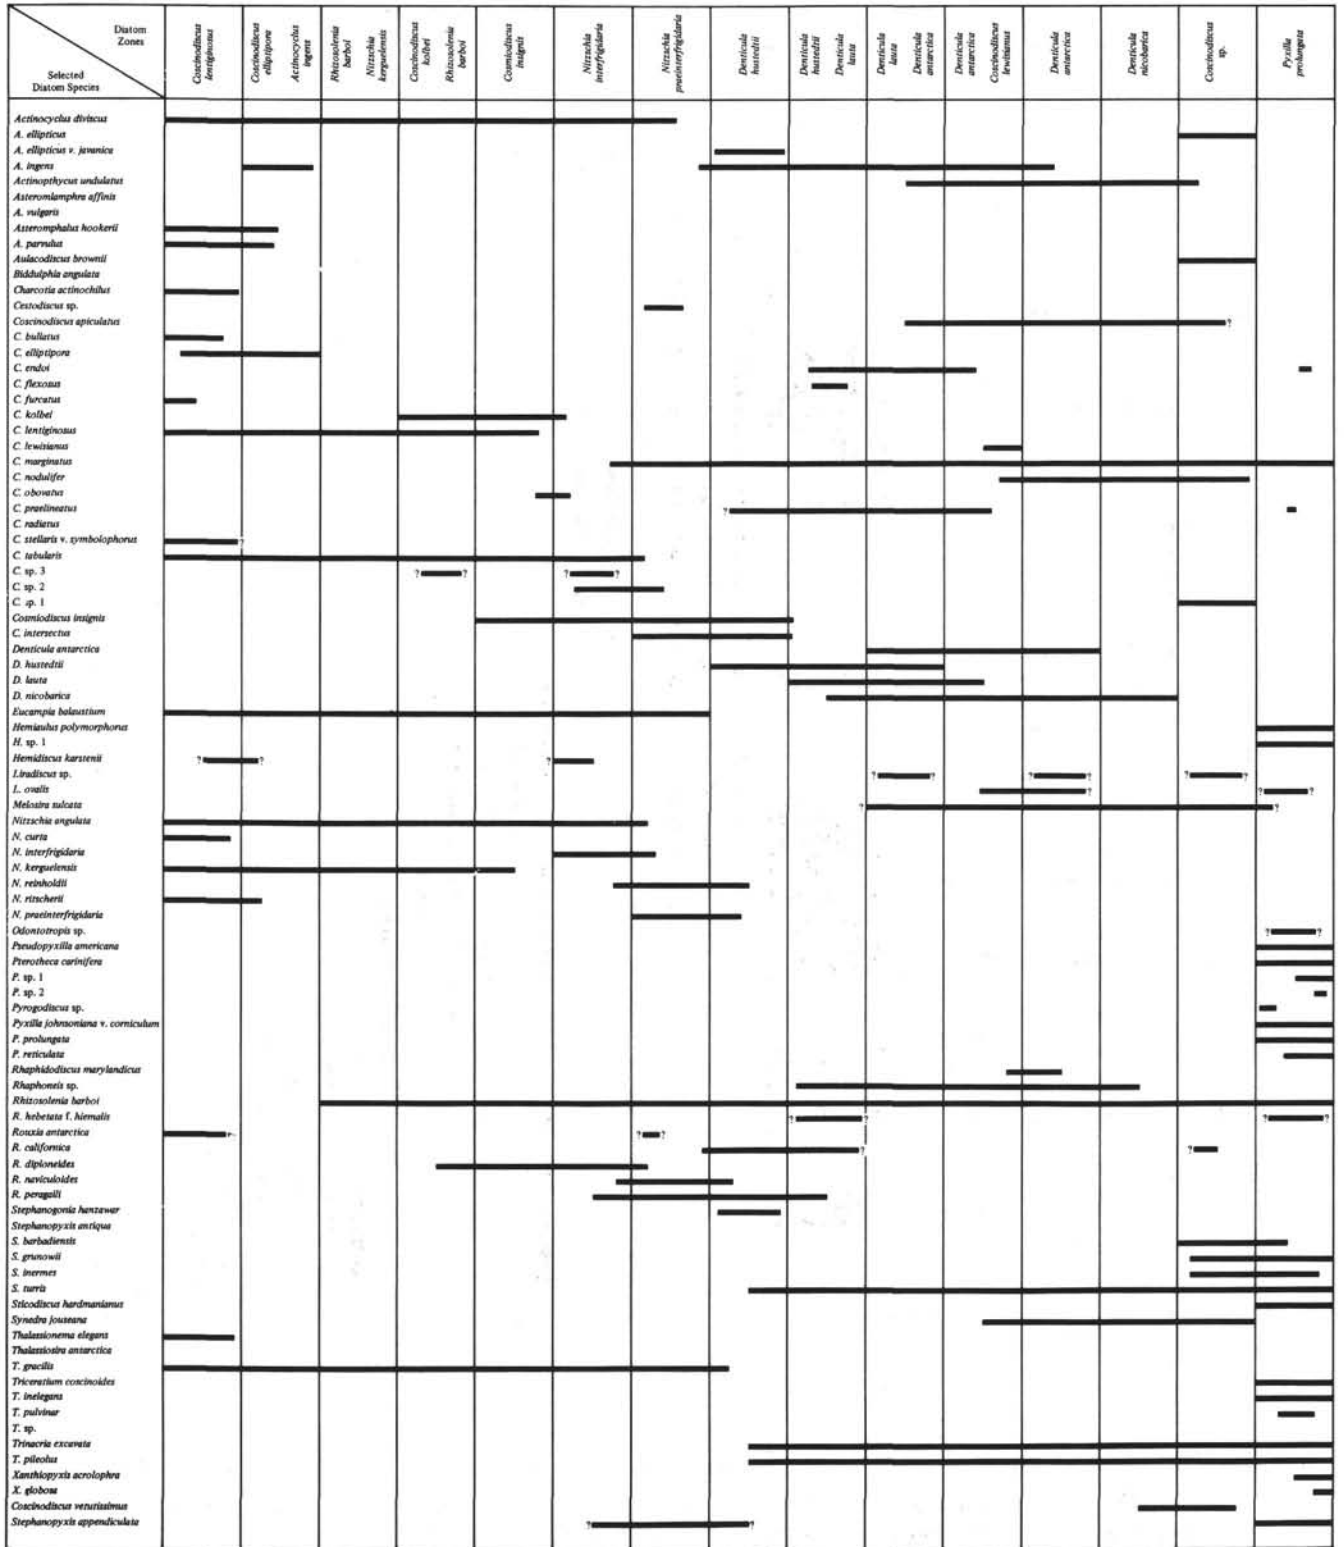 Diatom
Zones
Selected
Diatom Species
Coscinodiscus
lentiginosus
Coscinodiscus
elliptipora
Actinocyclus
ingens
Rhizosolenia
barboi
Nitzschia
kerguelensis
Coscinodiscus
kolbei
Rhizosolenia
barboi
Cosmiodiscus
insignis
Nitzschia
interfrigidaria
Nitzschia
praeinterfrigidaria
Denticula
hustedtii
Denticula
hustedtii
Denticula
lauta
Denticula
lauta
Denticula
antarctica
Denticula
antarctica
Coscinodiscus
lewisianus
Denticula
antarctica
Denticula
nicobarica
Coscinodiscus
sp.
Pyxilla
prolungata
Actinocyclus divisus
A. ellipticus
A. ellipticus v. javanica
A. ingens
Actinopthycus undulatus
Asteromlamphra affinis
A. vulgaris
Asteromphalus hookerii
A. parvulus
Aulacodiscus brownii
Biddulphia angulata
Charcotia actinochilus
Cestodiscus sp.
Coscinodiscus apiculatus ?
C. bullatus
C. elliptipora
C. endoi
C. flexosus
C. furcatus
C. kolbei
C. lentiginosus
C. lewisianus
C. marginatus
C. nodulifer
C. obovatus
C. praelineatus ?
C. radiatus
C. stellaris v. symbolophorus ?
C. tabularis
C. sp. 3 ? ? ? ?
C. sp. 2
C. sp. 1
Cosmiodiscus insignis
C. intersectus
Denticula antarctica
D. hustedtii
D. lauta
D. nicobarica
Eucampia balaustium
Hemiaulus polymorphorus
H. sp. 1
Hemidiscus karstenii ? ? ?
Liradiscus sp. ? ? ? ? ? ?
L. ovalis ? ? ?
Melosira sulcata ? ?
Nitzschia angulata
N. curta
N. interfrigidaria
N. kerguelensis
N. reinholdii
N. ritscherii
N. praeinterfrigidaria
Odontotropis sp. ? ?
Pseudopyxilla americana
Pterotheca carinifera
P. sp. 1
P. sp. 2
Pyrogodiscus sp.
Pyxilla johnsoniana v. corniculum
P. prolungata
P. reticulata
Rhaphidodiscus marylandicus
Rhaphoneis sp.
Rhizosolenia barboi
R. hebetata f. hiemalis ? ? ? ?
Rouxia antarctica ? ? ?
R. californica ? ?
R. diploneides
R. naviculoides
R. peragalli
Stephanogonia hanzawar
Stephanopyxis antiqua
S. barbadiensis
S. grunowii
S. inermes
S. turris
Sticodiscus hardmanianus
Synedra jouseana
Thalassionema elegans
Thalassiosira antarctica
T. gracilis
Triceratium coscinoides
T. inelegans
T. pulvinar
T. sp.
Trinacria excavata
T. pileolus
Xanthiopyxis acrolophra
X. globosa
Coscinodiscus vetutissimus
Stephanopyxis appendiculata ? ?